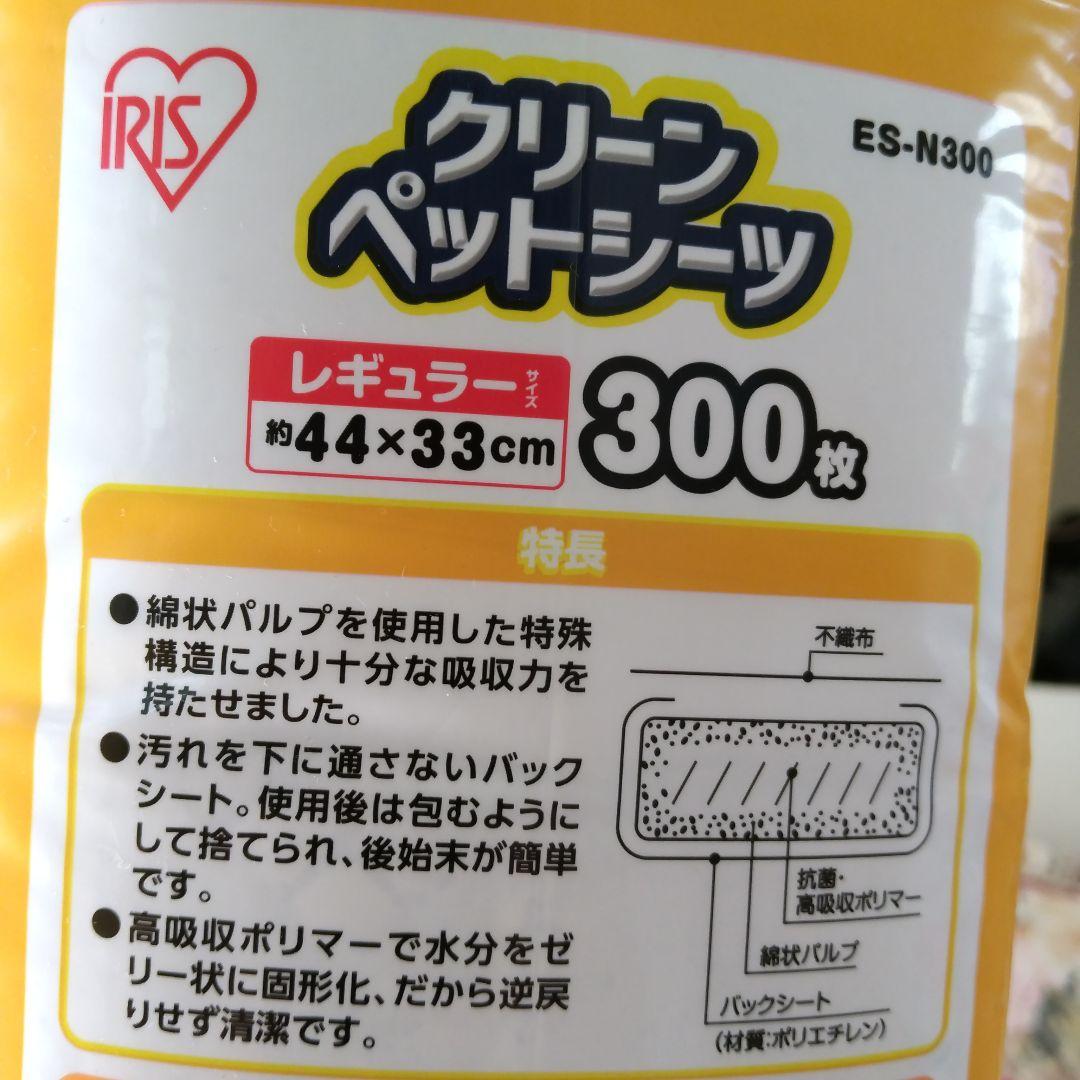 IRIS
クリーン
ペットシーツ
ES-N300
レギュラーサイズ
約44×33cm
300枚
特長
●綿状パルプを使用した特殊
構造により十分な吸収力を
持たせました。
●汚れを下に通さないバック
シート。使用後は包むように
して捨てられ、後始末が簡単
です。
●高吸収ポリマーで水分をゼ
リー状に固形化、だから逆戻
りせず清潔です。
不織布
抗菌・
高吸収ポリマー
綿状パルプ
バックシート
(材質:ポリエチレン)